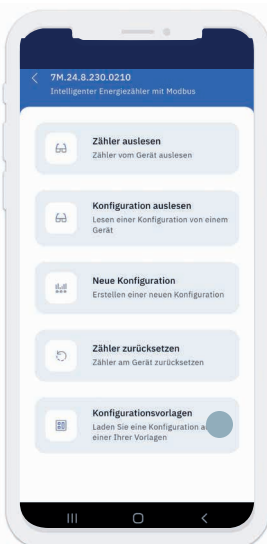 7M.24.8.230.0210
Intelligenter Energiezähler mit Modbus
Zähler auslesen
Zähler vom Gerät auslesen
Konfiguration auslesen
Lesen einer Konfiguration von einem
Gerät
Neue Konfiguration
Erstellen einer neuen Konfiguration
Zähler zurücksetzen
Zähler am Gerät zurücksetzen
Konfigurationsvorlagen
Laden Sie eine Konfiguration
einer Ihrer Vorlagen